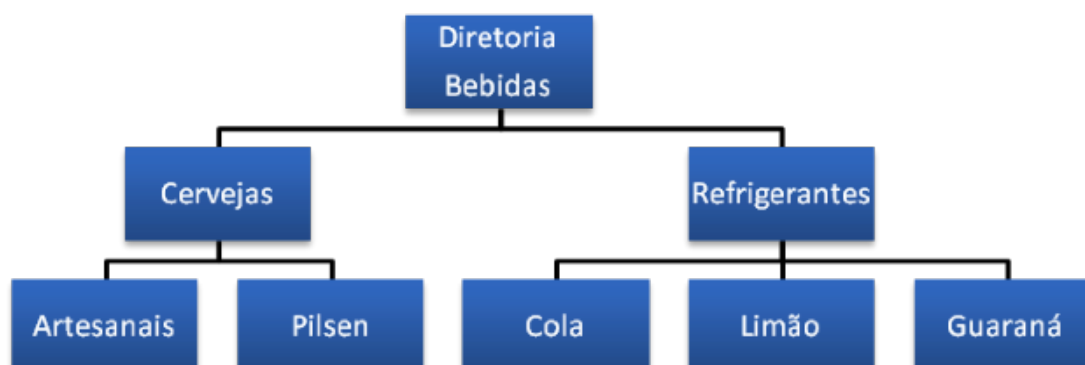 Diretoria
Bebidas
Cervejas
Refrigerantes
Artesanais
Pilsen
Cola
Limão
Guaraná